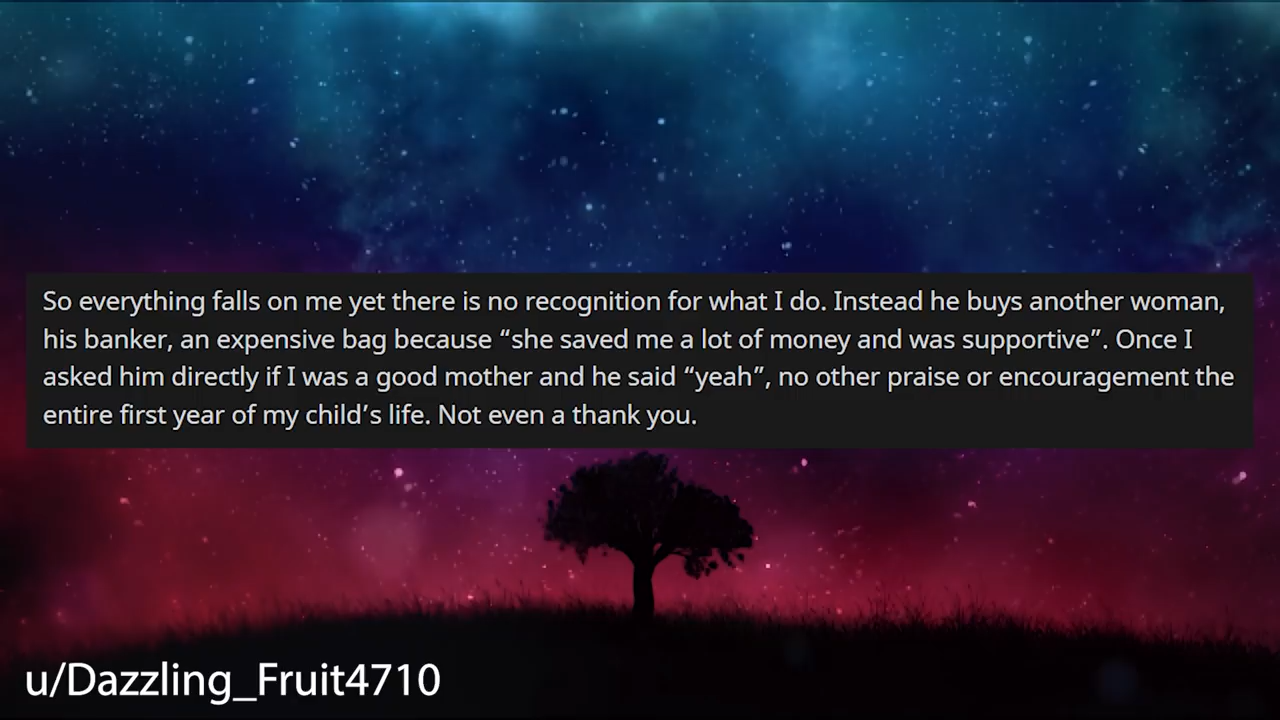 So everything falls on me yet there is no recognition for what I do. Instead he buys another woman,
his banker, an expensive bag because “she saved me a lot of money and was supportive”. Once I
asked him directly if I was a good mother and he said “yeah”, no other praise or encouragement the
entire first year of my child’s life. Not even a thank you.
u/Dazzling_Fruit4710